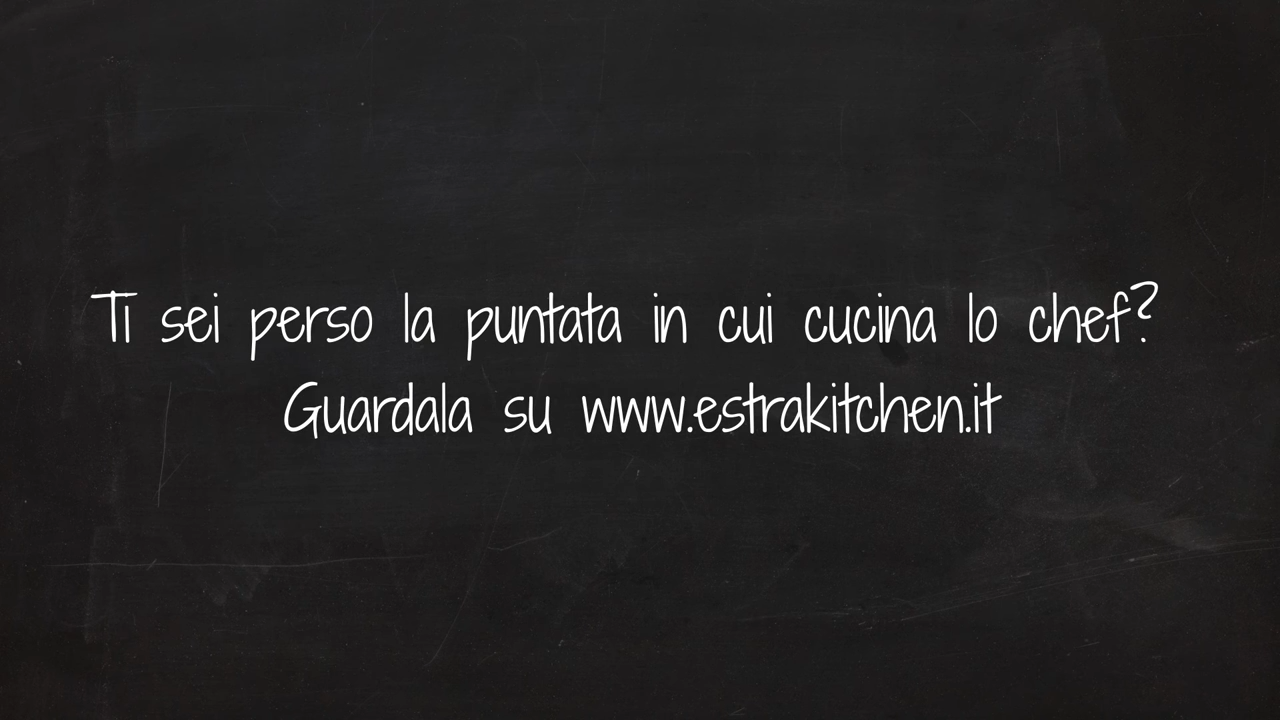 Ti sei perso la puntata in cui cucina lo chef?
Guardala su www.estrakitchen.it